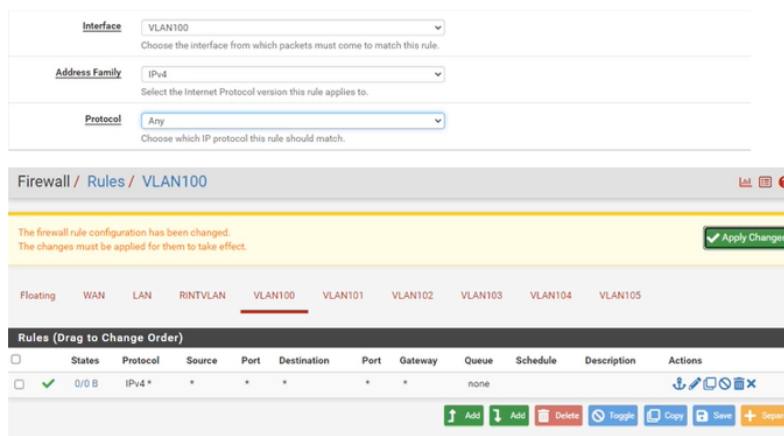 Interface
VLAN100
Choose the interface from which packets must come to match this rule.
Address Family
IPv4
Select the Internet Protocol version this rule applies to.
Protocol
Any
Choose which IP protocol this rule should match.
Firewall / Rules / VLAN100
The firewall rule configuration has been changed.
The changes must be applied for them to take effect.
Apply Changes
Floating WAN LAN RINTVLAN VLAN100 VLAN101 VLAN102 VLAN103 VLAN104 VLAN105
Rules (Drag to Change Order)
States Protocol Source Port Destination Port Gateway Queue Schedule Description Actions
0/0 B IPv4 * * * * * * none
Add Add Delete Toggle Copy Save Separ